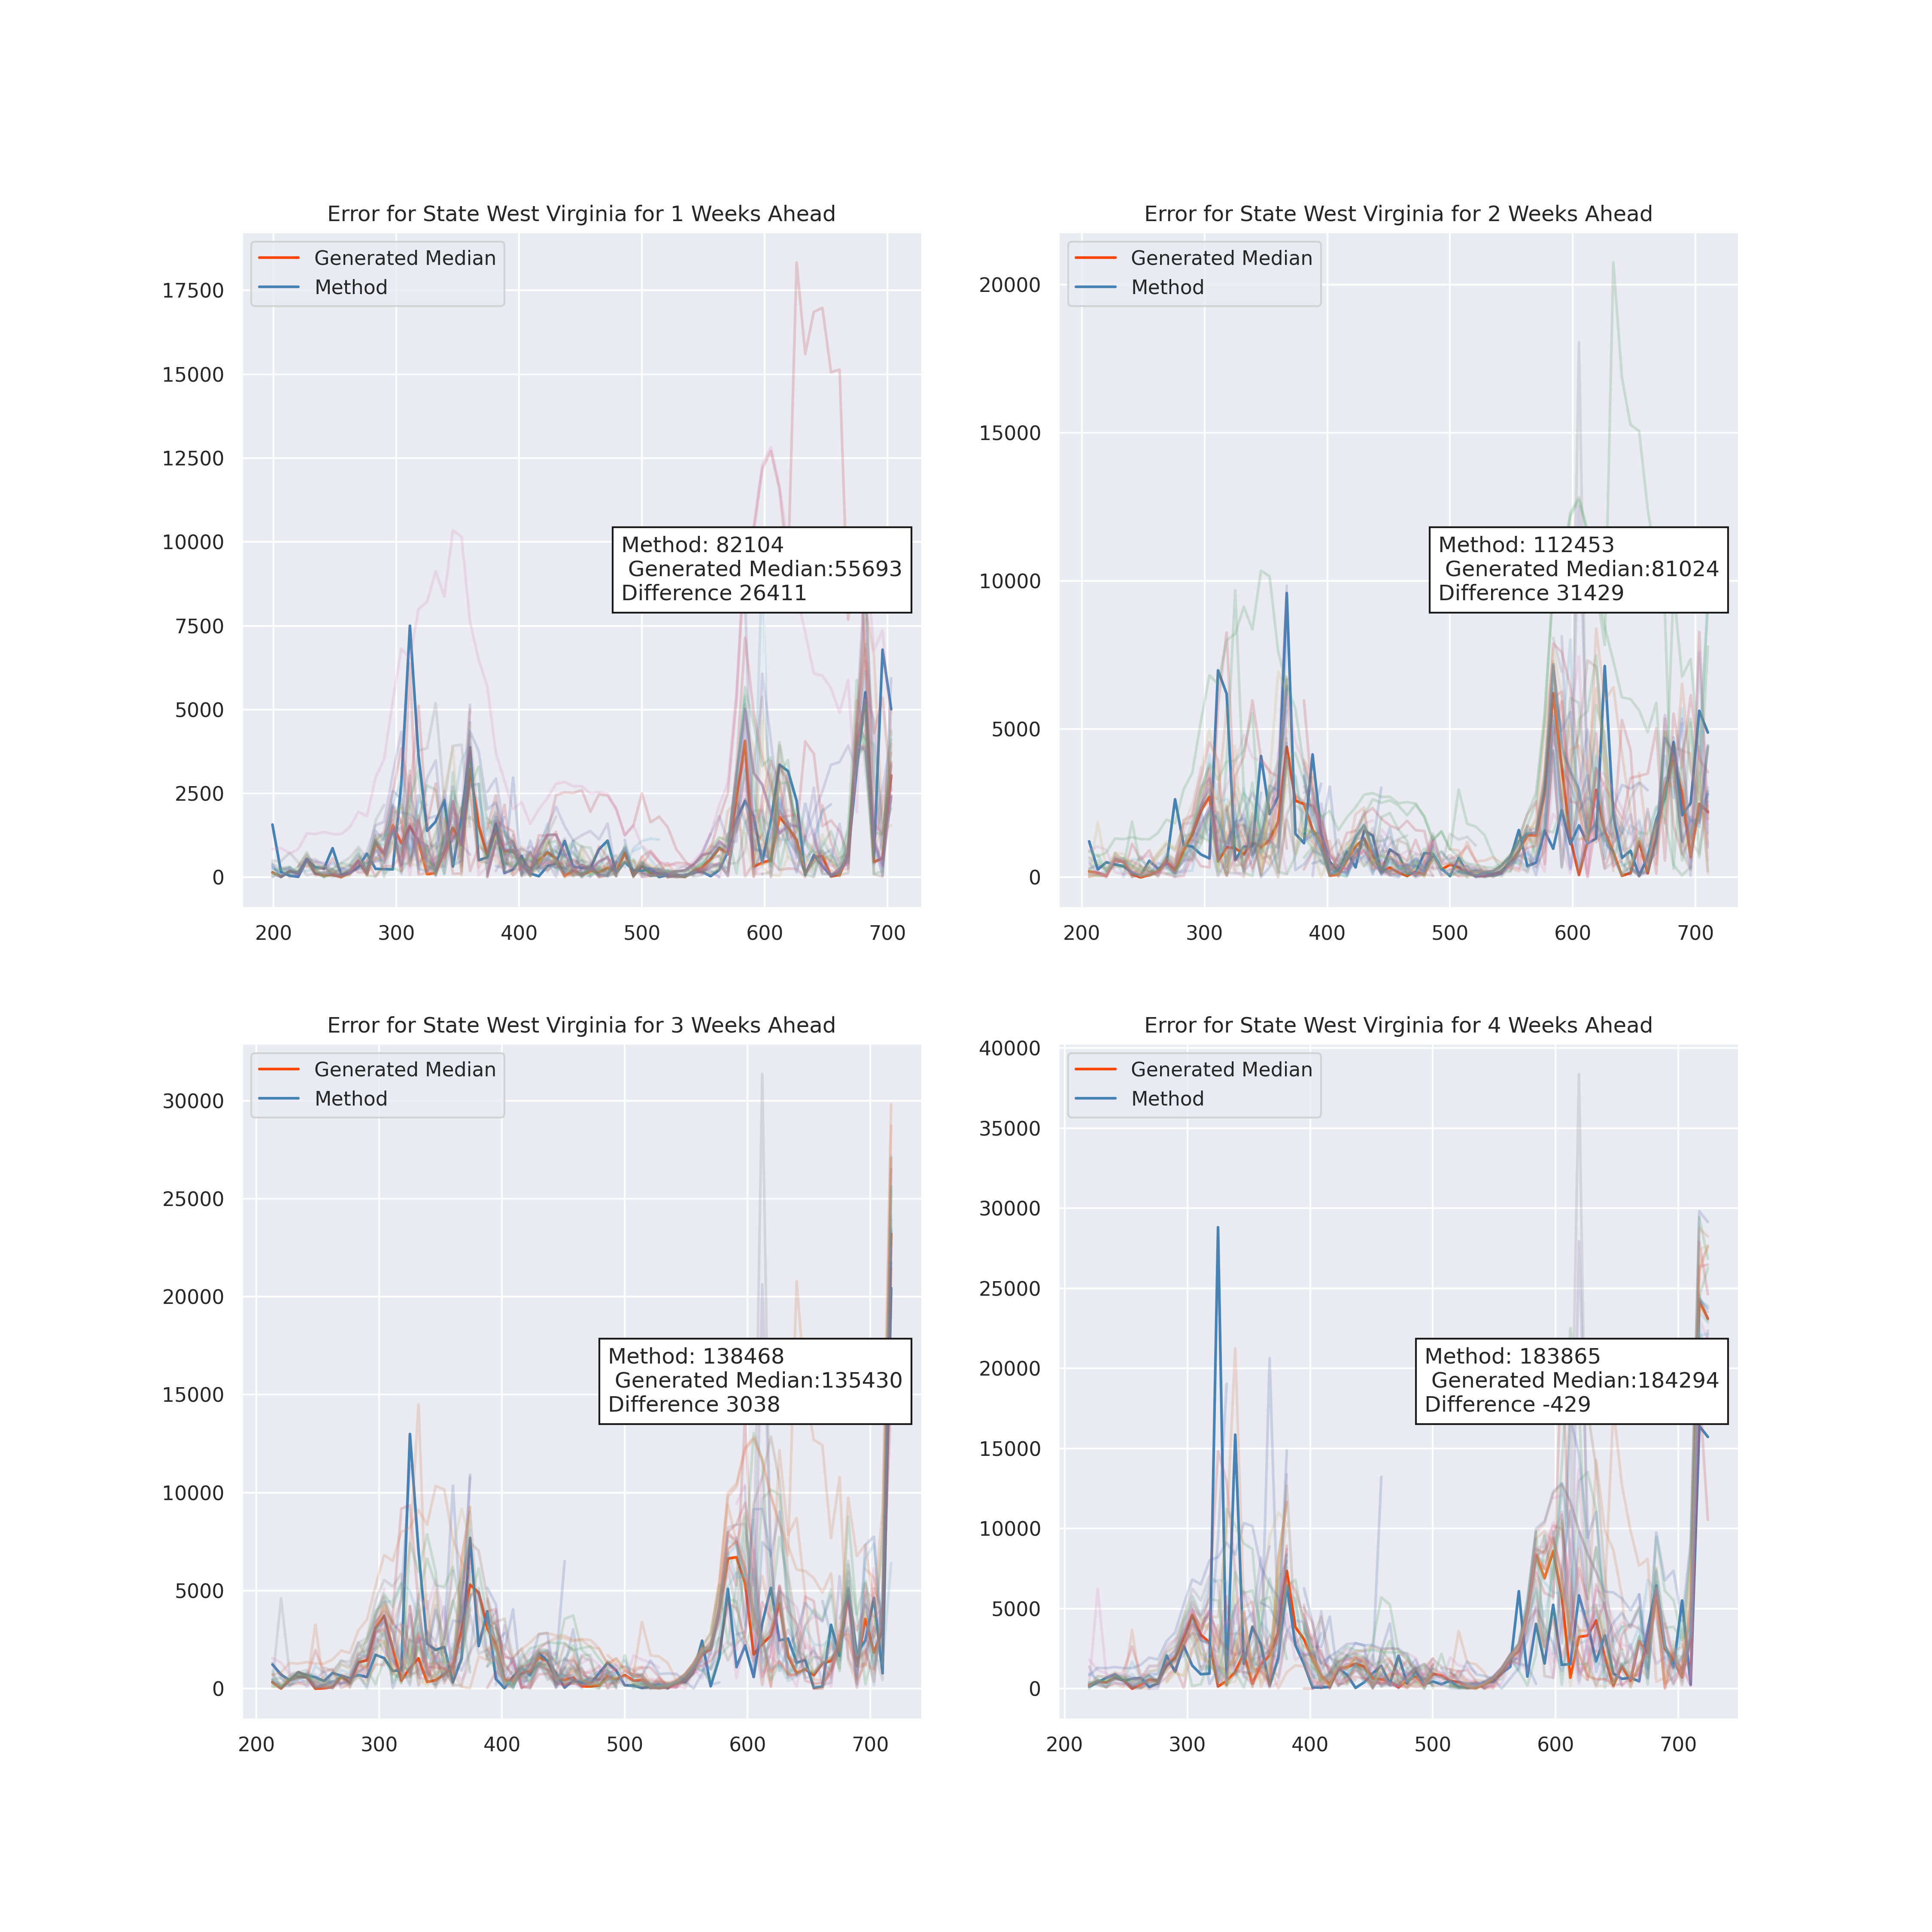 Error for State West Virginia for 1 Weeks Ahead
Generated Median
Method
17500
15000
12500
10000
7500
5000
2500
0
200 300 400 500 600 700
Method: 82104
Generated Median:55693
Difference 26411
Error for State West Virginia for 2 Weeks Ahead
Generated Median
Method
20000
15000
10000
5000
0
200 300 400 500 600 700
Method: 112453
Generated Median:81024
Difference 31429
Error for State West Virginia for 3 Weeks Ahead
Generated Median
Method
30000
25000
20000
15000
10000
5000
0
200 300 400 500 600 700
Method: 138468
Generated Median:135430
Difference 3038
Error for State West Virginia for 4 Weeks Ahead
Generated Median
Method
40000
35000
30000
25000
20000
15000
10000
5000
0
200 300 400 500 600 700
Method: 183865
Generated Median:184294
Difference -429